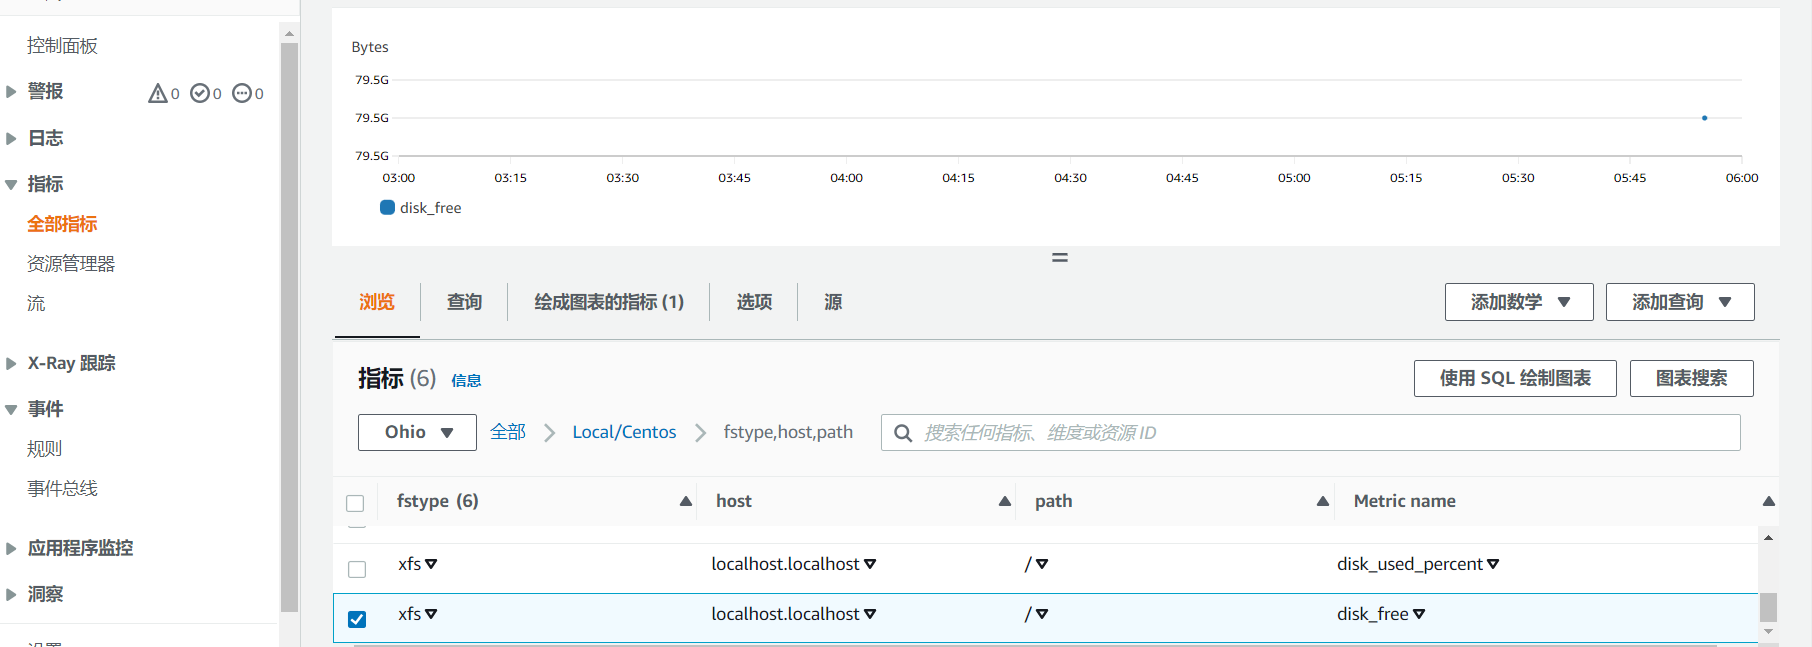 控制面板
警报 0 0 0
日志
指标
全部指标
资源管理器
流
X-Ray 跟踪
事件
规则
事件总线
应用程序监控
洞察
Bytes
79.5G
79.5G
79.5G
03:00 03:15 03:30 03:45 04:00 04:15 04:30 04:45 05:00 05:15 05:30 05:45 06:00
disk_free
浏览 查询 绘成图表的指标 (1) 选项 源 添加数学 添加查询
指标 (6) 信息 使用 SQL 绘制图表 图表搜索
Ohio 全部 Local/Centos fstype,host,path 搜索任何指标、维度或资源 ID
fstype (6) host path Metric name
xfs localhost.localhost / disk_used_percent
xfs localhost.localhost / disk_free